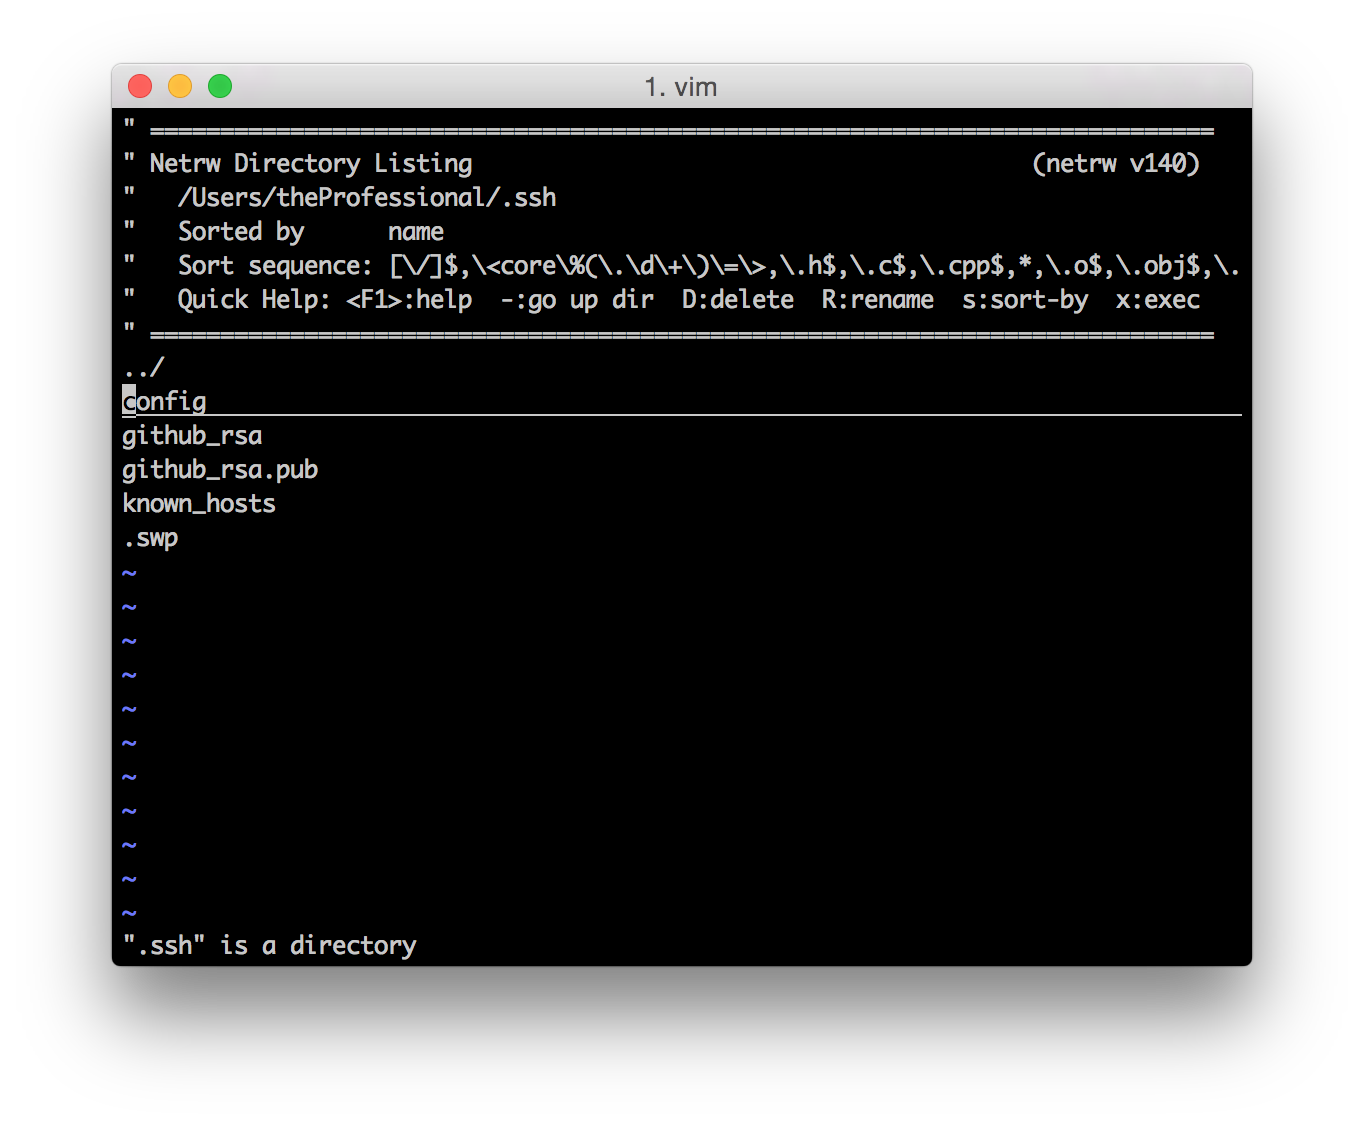 1. vim
" ============================================================================
" Netrw Directory Listing                                        (netrw v140)
"   /Users/theProfessional/.ssh
"   Sorted by      name
"   Sort sequence: [\/]$,\<core\%(\.\d\+\)\=\>,\.h$,\.c$,\.cpp$,*,\.o$,\.obj$,\.
"   Quick Help: <F1>:help  -:go up dir  D:delete  R:rename  s:sort-by  x:exec
" ============================================================================
../
config
github_rsa
github_rsa.pub
known_hosts
.swp
~
~
~
~
~
~
~
~
~
~
~
".ssh" is a directory